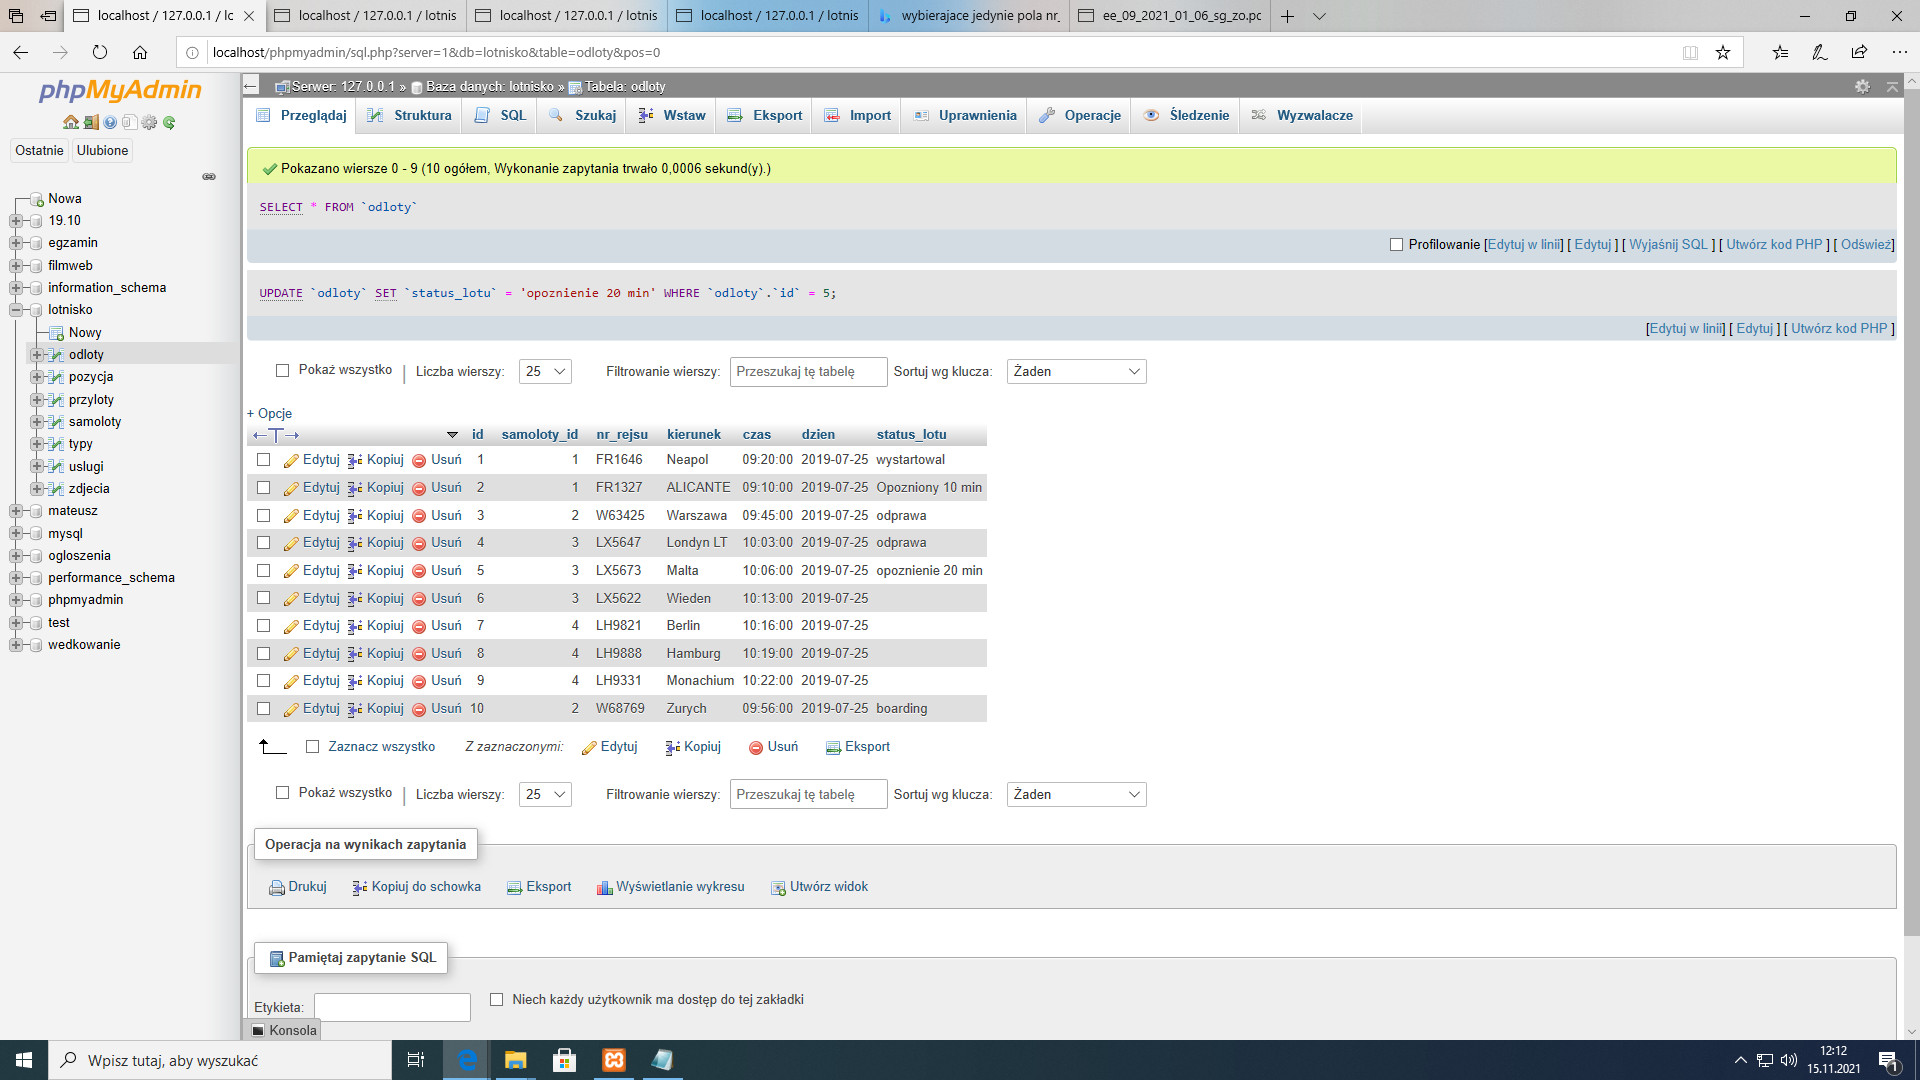 localhost / 127.0.0.1 / lc
localhost / 127.0.0.1 / lotnis
localhost / 127.0.0.1 / lotnis
localhost / 127.0.0.1 / lotnis
wybierajace jedynie pola nr_
ee_09_2021_01_06_sg_zo.pc
localhost/phpmyadmin/sql.php?server=1&db=lotnisko&table=odloty&pos=0
phpMyAdmin
Ostatnie Ulubione
Nowa
19.10
egzamin
filmweb
information_schema
lotnisko
Nowy
odloty
pozycja
przyloty
samoloty
typy
uslugi
zdjecia
mateusz
mysql
ogloszenia
performance_schema
phpmyadmin
test
wedkowanie
Serwer: 127.0.0.1 » Baza danych: lotnisko » Tabela: odloty
Przeglądaj Struktura SQL Szukaj Wstaw Eksport Import Uprawnienia Operacje Śledzenie Wyzwalacze
Pokazano wiersze 0 - 9 (10 ogółem, Wykonanie zapytania trwało 0,0006 sekund(y).)
SELECT * FROM `odloty`
Profilowanie [Edytuj w linii] [ Edytuj ] [ Wyjaśnij SQL ] [ Utwórz kod PHP ] [ Odśwież]
UPDATE `odloty` SET `status_lotu` = 'opoznienie 20 min' WHERE `odloty`.`id` = 5;
[Edytuj w linii] [ Edytuj ] [ Utwórz kod PHP ]
Pokaż wszystko | Liczba wierszy: 25 Filtrowanie wierszy: Przeszukaj tę tabelę Sortuj wg klucza: Żaden
+ Opcje
←T→ id samoloty_id nr_rejsu kierunek czas dzien status_lotu
Edytuj Kopiuj Usuń 1 1 FR1646 Neapol 09:20:00 2019-07-25 wystartowal
Edytuj Kopiuj Usuń 2 1 FR1327 ALICANTE 09:10:00 2019-07-25 Opozniony 10 min
Edytuj Kopiuj Usuń 3 2 W63425 Warszawa 09:45:00 2019-07-25 odprawa
Edytuj Kopiuj Usuń 4 3 LX5647 Londyn LT 10:03:00 2019-07-25 odprawa
Edytuj Kopiuj Usuń 5 3 LX5673 Malta 10:06:00 2019-07-25 opoznienie 20 min
Edytuj Kopiuj Usuń 6 3 LX5622 Wieden 10:13:00 2019-07-25
Edytuj Kopiuj Usuń 7 4 LH9821 Berlin 10:16:00 2019-07-25
Edytuj Kopiuj Usuń 8 4 LH9888 Hamburg 10:19:00 2019-07-25
Edytuj Kopiuj Usuń 9 4 LH9331 Monachium 10:22:00 2019-07-25
Edytuj Kopiuj Usuń 10 2 W68769 Zurych 09:56:00 2019-07-25 boarding
Zaznacz wszystko Z zaznaczonymi: Edytuj Kopiuj Usuń Eksport
Pokaż wszystko | Liczba wierszy: 25 Filtrowanie wierszy: Przeszukaj tę tabelę Sortuj wg klucza: Żaden
Operacja na wynikach zapytania
Drukuj Kopiuj do schowka Eksport Wyświetlanie wykresu Utwórz widok
Pamiętaj zapytanie SQL
Etykieta: Niech każdy użytkownik ma dostęp do tej zakładki
Konsola
Wpisz tutaj, aby wyszukać
12:12
15.11.2021
1